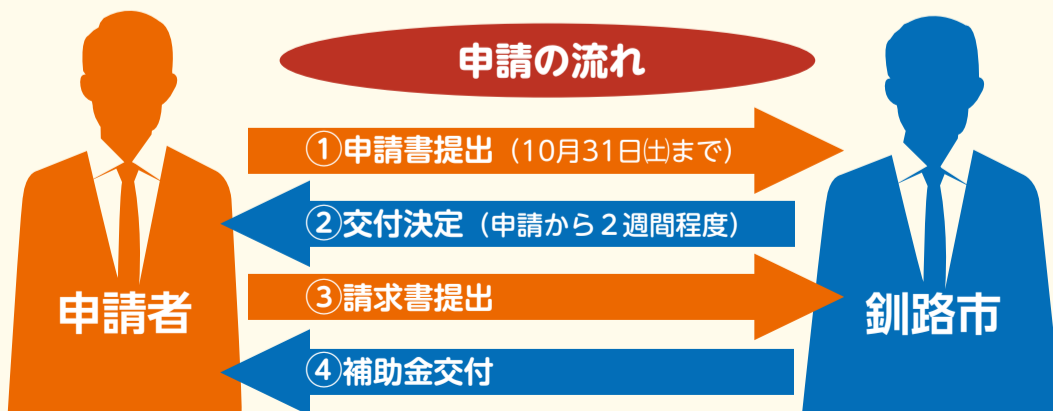 申請の流れ
①申請書提出（10月31日㈯まで）
②交付決定（申請から２週間程度）
③請求書提出
④補助金交付
申請者
釧路市